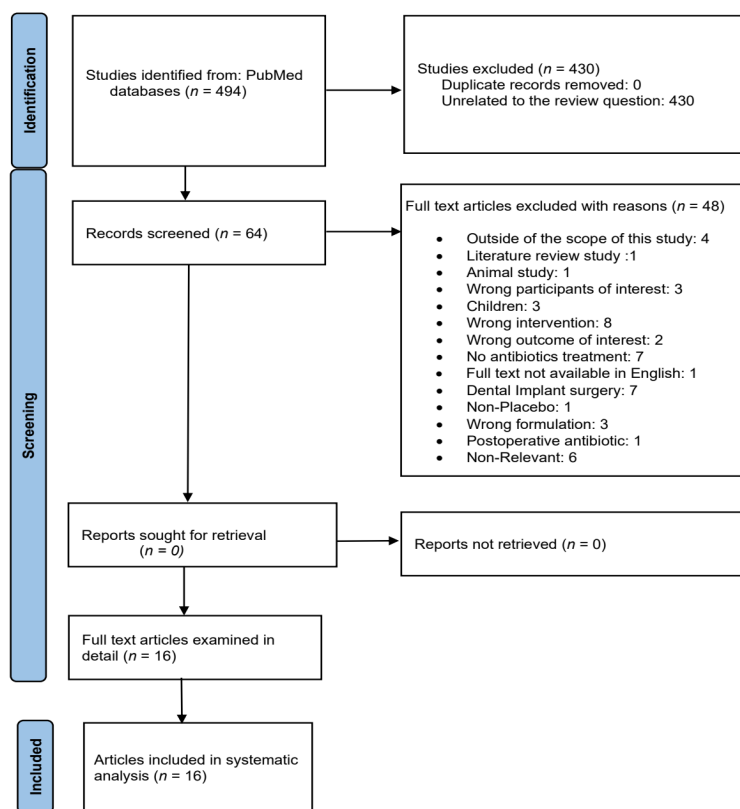 Identification
Studies identified from: PubMed
databases (n = 494)
Studies excluded (n = 430)
Duplicate records removed: 0
Unrelated to the review question: 430
Screening
Records screened (n = 64)
Full text articles excluded with reasons (n = 48)
• Outside of the scope of this study: 4
• Literature review study :1
• Animal study: 1
• Wrong participants of interest: 3
• Children: 3
• Wrong intervention: 8
• Wrong outcome of interest: 2
• No antibiotics treatment: 7
• Full text not available in English: 1
• Dental Implant surgery: 7
• Non-Placebo: 1
• Wrong formulation: 3
• Postoperative antibiotic: 1
• Non-Relevant: 6
Reports sought for retrieval
(n = 0)
Reports not retrieved (n = 0)
Full text articles examined in
detail (n = 16)
Included
Articles included in systematic
analysis (n = 16)